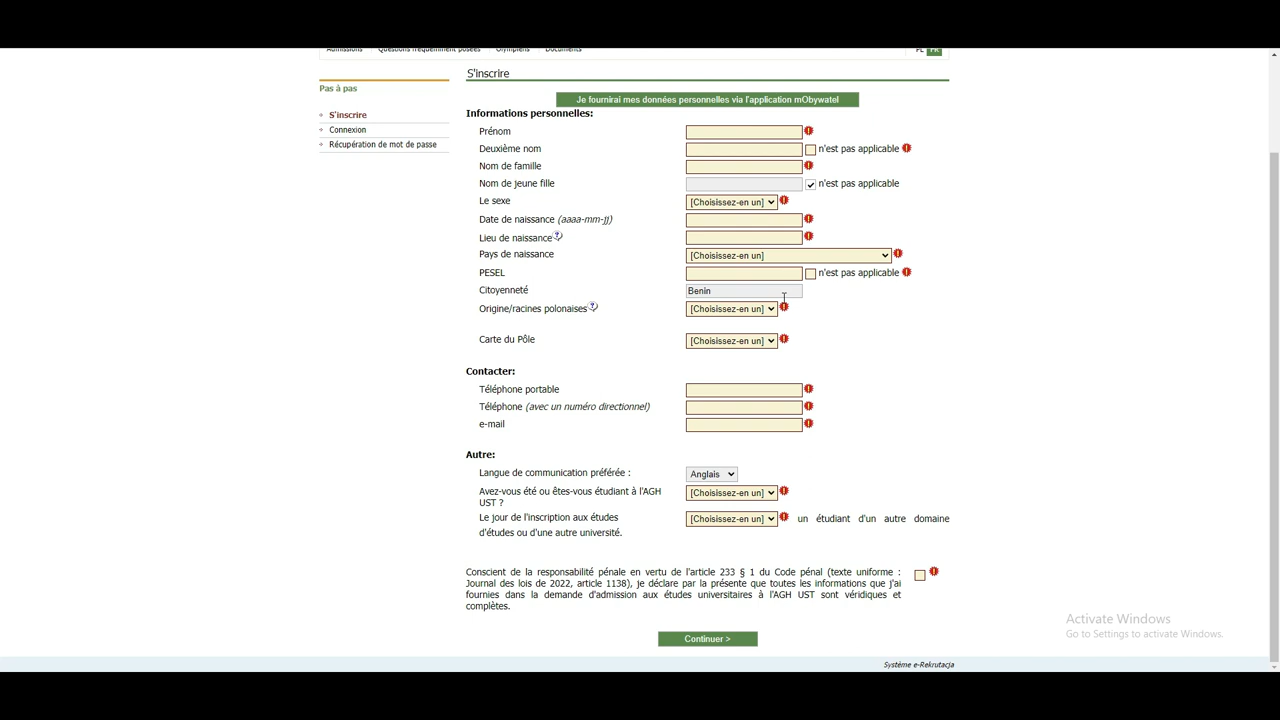 Admissions Questions fréquemment posées Olympiens Documents PL FR
S'inscrire
Pas à pas
Je fournirai mes données personnelles via l'application mObywatel
Informations personnelles:
S'inscrire
Connexion
Récupération de mot de passe
Prénom
Deuxième nom n'est pas applicable
Nom de famille
Nom de jeune fille n'est pas applicable
Le sexe [Choisissez-en un]
Date de naissance (aaaa-mm-jj)
Lieu de naissance
Pays de naissance [Choisissez-en un]
PESEL n'est pas applicable
Citoyenneté Benin
Origine/racines polonaises [Choisissez-en un]
Carte du Pôle [Choisissez-en un]
Contacter:
Téléphone portable
Téléphone (avec un numéro directionnel)
e-mail
Autre:
Langue de communication préférée : Anglais
Avez-vous été ou êtes-vous étudiant à l'AGH [Choisissez-en un]
UST ?
Le jour de l'inscription aux études [Choisissez-en un] un étudiant d'un autre domaine
d'études ou d'une autre université.
Conscient de la responsabilité pénale en vertu de l'article 233 § 1 du Code pénal (texte uniforme :
Journal des lois de 2022, article 1138), je déclare par la présente que toutes les informations que j'ai
fournies dans la demande d'admission aux études universitaires à l'AGH UST sont véridiques et
complètes.
Activate Windows
Go to Settings to activate Windows.
Continuer >
Système e-Rekrutacja